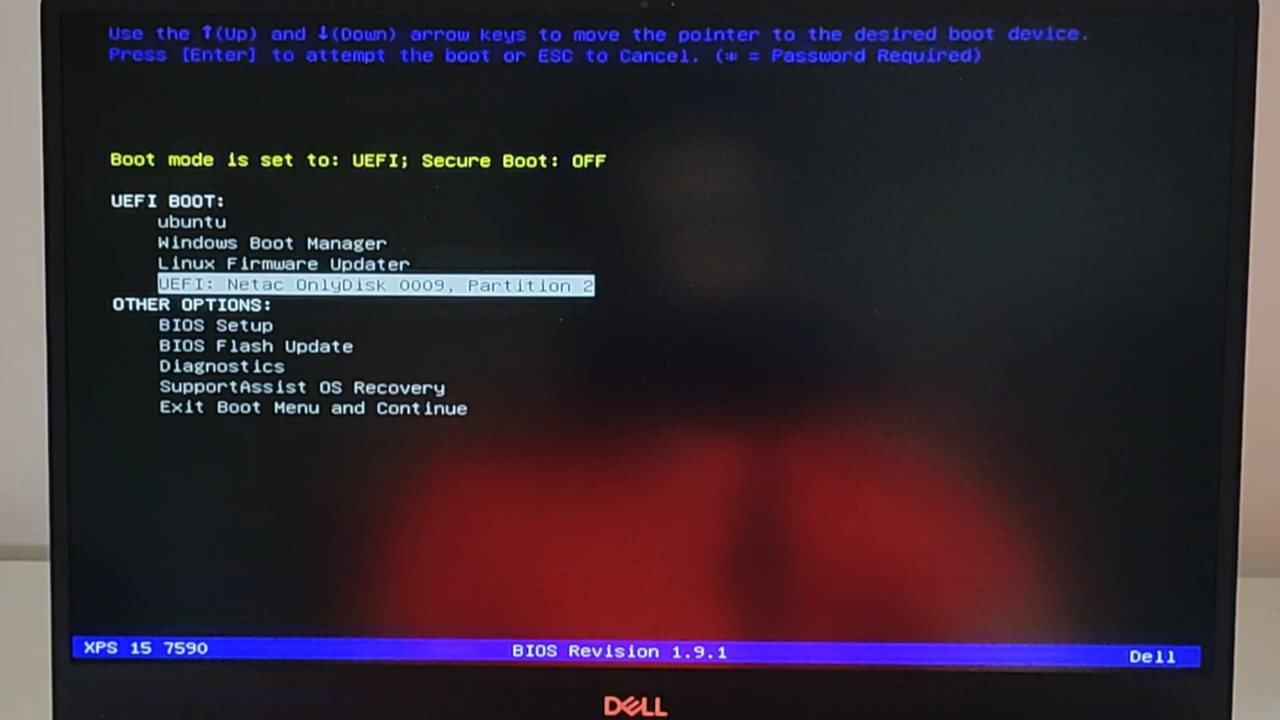 Use the ↑(Up) and ↓(Down) arrow keys to move the pointer to the desired boot device.
Press [Enter] to attempt the boot or ESC to Cancel. (* = Password Required)
Boot mode is set to: UEFI; Secure Boot: OFF
UEFI BOOT:
ubuntu
Windows Boot Manager
Linux Firmware Updater
UEFI: Netac OnlyDisk 0009, Partition 2
OTHER OPTIONS:
BIOS Setup
BIOS Flash Update
Diagnostics
SupportAssist OS Recovery
Exit Boot Menu and Continue
XPS 15 7590 BIOS Revision 1.9.1 Dell
DELL